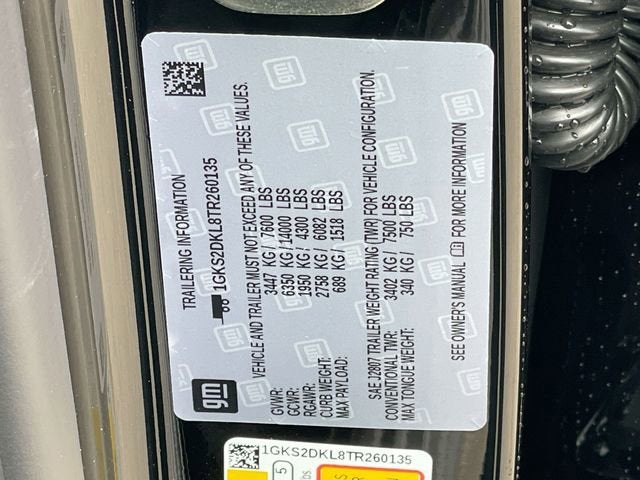 TRAILERING INFORMATION
1GKS2DKL8TR260135
VEHICLE AND TRAILER MUST NOT EXCEED ANY OF THESE VALUES.
GVWR: 3447 KG / 7600 LBS
GCWR: 6350 KG / 14000 LBS
RGAWR: 1950 KG / 4300 LBS
CURB WEIGHT: 2758 KG / 6082 LBS
MAX PAYLOAD: 689 KG / 1518 LBS
SAE J2807 TRAILER WEIGHT RATING (TWR) FOR VEHICLE CONFIGURATION.
CONVENTIONAL TWR: 3402 KG / 7500 LBS
MAX TONGUE WEIGHT: 340 KG / 750 LBS
SEE OWNER'S MANUAL FOR MORE INFORMATION
gm
1GKS2DKL8TR260135
5